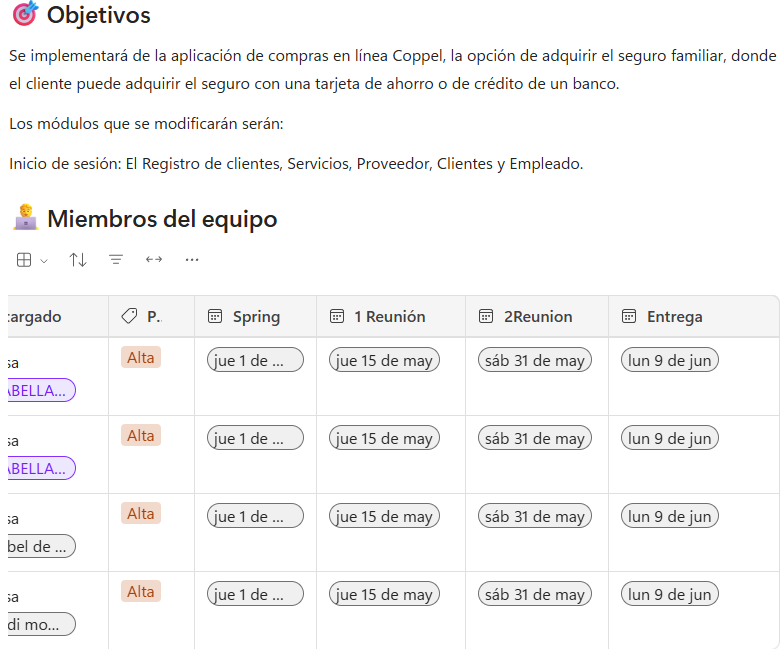 Objetivos
Se implementará de la aplicación de compras en línea Coppel, la opción de adquirir el seguro familiar, donde
el cliente puede adquirir el seguro con una tarjeta de ahorro o de crédito de un banco.
Los módulos que se modificarán serán:
Inicio de sesión: El Registro de clientes, Servicios, Proveedor, Clientes y Empleado.
Miembros del equipo
cargado P. Spring 1 Reunión 2Reunion Entrega
sa Alta jue 1 de ... jue 15 de may sáb 31 de may lun 9 de jun
ABELLA...
sa Alta jue 1 de ... jue 15 de may sáb 31 de may lun 9 de jun
ABELLA...
sa Alta jue 1 de ... jue 15 de may sáb 31 de may lun 9 de jun
bel de ...
sa Alta jue 1 de ... jue 15 de may sáb 31 de may lun 9 de jun
di mo...